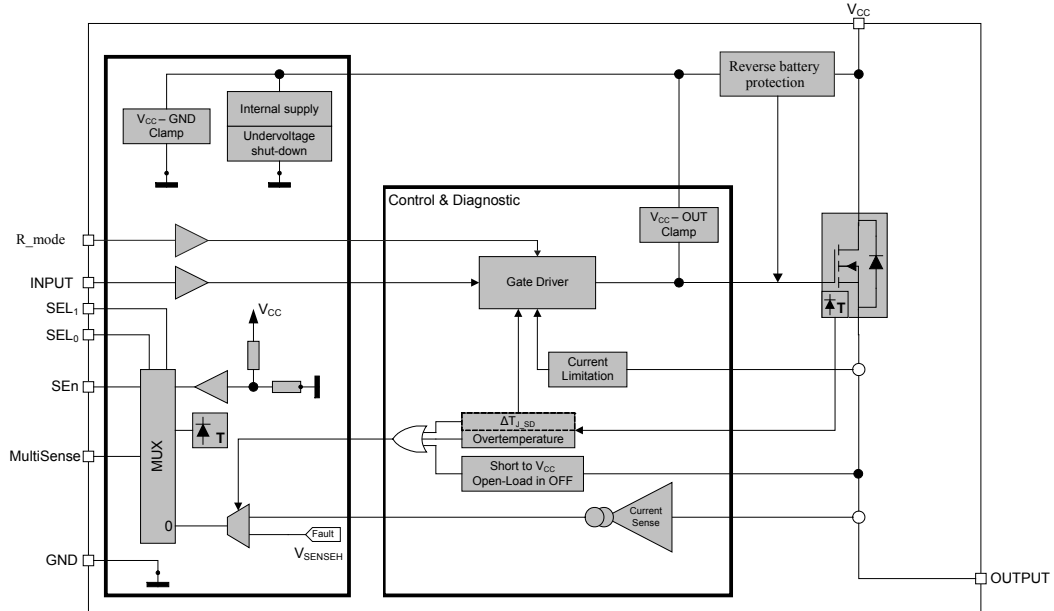 VCC
Reverse battery
protection
VCC – GND
Clamp
Internal supply
Undervoltage
shut-down
Control & Diagnostic
VCC – OUT
Clamp
R_mode
INPUT
Gate Driver
SEL1
SEL0
VCC
T
Current
Limitation
SEn
MUX
T
ΔTJ_SD
Overtemperature
MultiSense
Short to VCC
Open-Load in OFF
0
Current
Sense
Fault
VSENSEH
GND
OUTPUT